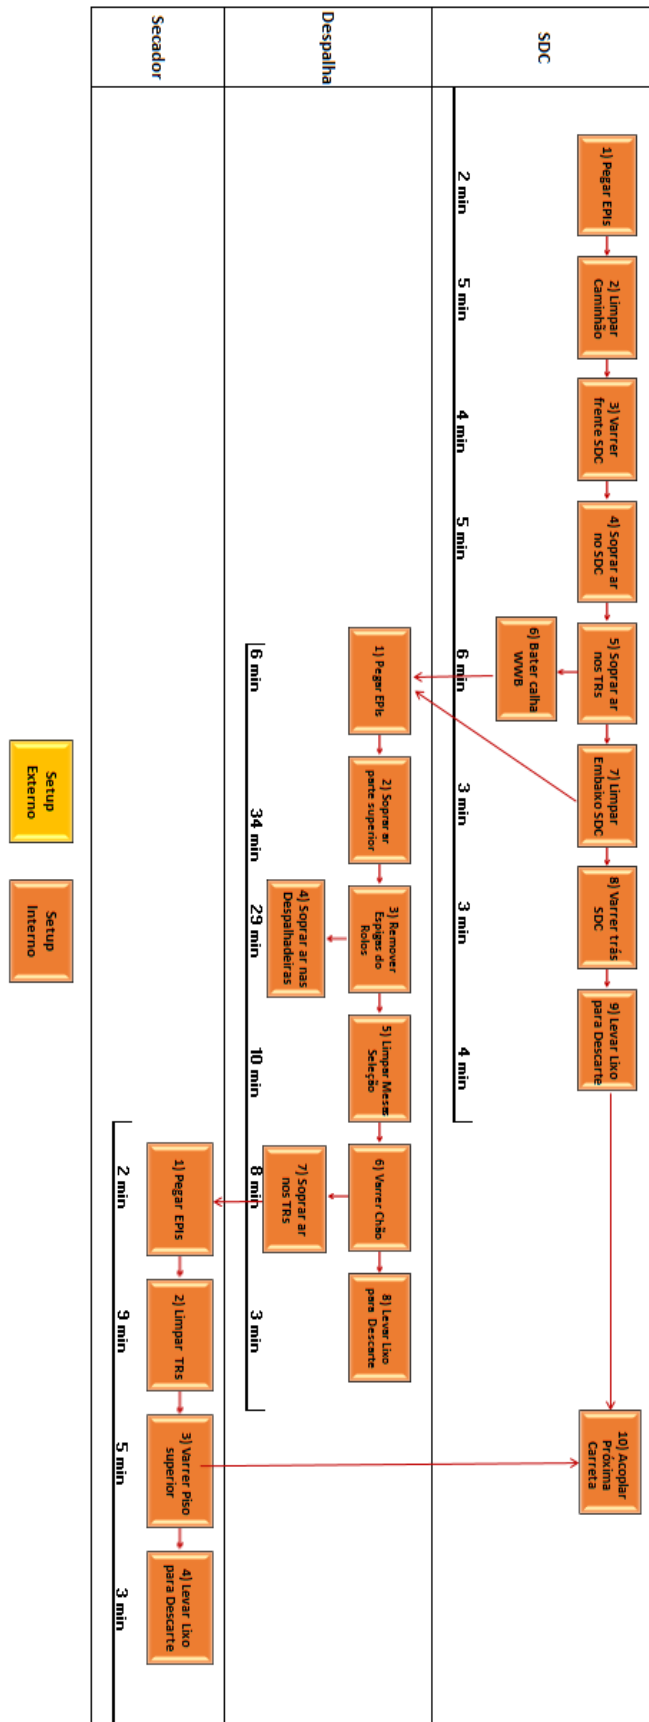 SDC
1) Pegar EPIs
2) Limpar
Caminhão
3) Varrer
frente SDC
4) Soprar ar
no SDC
5) Soprar ar
nos TRs
7) Limpar
Embaixo SDC
8) Varrer trás
SDC
9) Levar Lixo
para Descarte
10) Acoplar
Próxima
Carreta
6) Bater calha
WWB
2 min
5 min
4 min
5 min
6 min
3 min
3 min
4 min
Despalha
1) Pegar EPIs
2) Soprar ar
parte superior
3) Remover
Espigas do
Rolos
5) Limpar Mesas
Seleção
6) Varrer Chão
8) Levar Lixo
para Descarte
4) Soprar ar nas
Despalhadeiras
7) Soprar ar
nos TRs
6 min
34 min
29 min
10 min
8 min
3 min
Secador
1) Pegar EPIs
2) Limpar TRs
3) Varrer Piso
superior
4) Levar Lixo
para Descarte
2 min
9 min
5 min
3 min
Setup
Externo
Setup
Interno